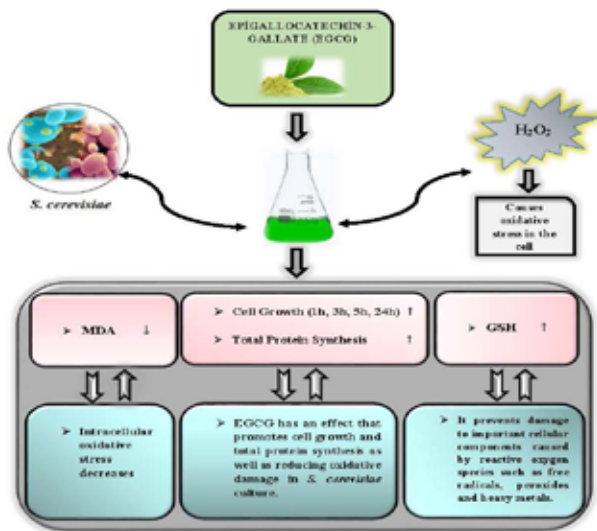 EPİGALLOCATECHİN-3-
GALLATE (EGCG)
H₂O₂
S. cerevisiae
Causes
oxidative
stress in the
cell
➢ MDA ↓
➢ Cell Growth (1h, 3h, 5h, 24h) ↑
➢ Total Protein Synthesis ↑
➢ GSH ↑
➢ Intracellular
oxidative
stress
decreases
➢ EGCG has an effect that
promotes cell growth and
total protein synthesis as
well as reducing oxidative
damage in S. cerevisiae
culture.
➢ It prevents damage
to important cellular
components caused
by reactive oxygen
species such as free
radicals, peroxides
and heavy metals.